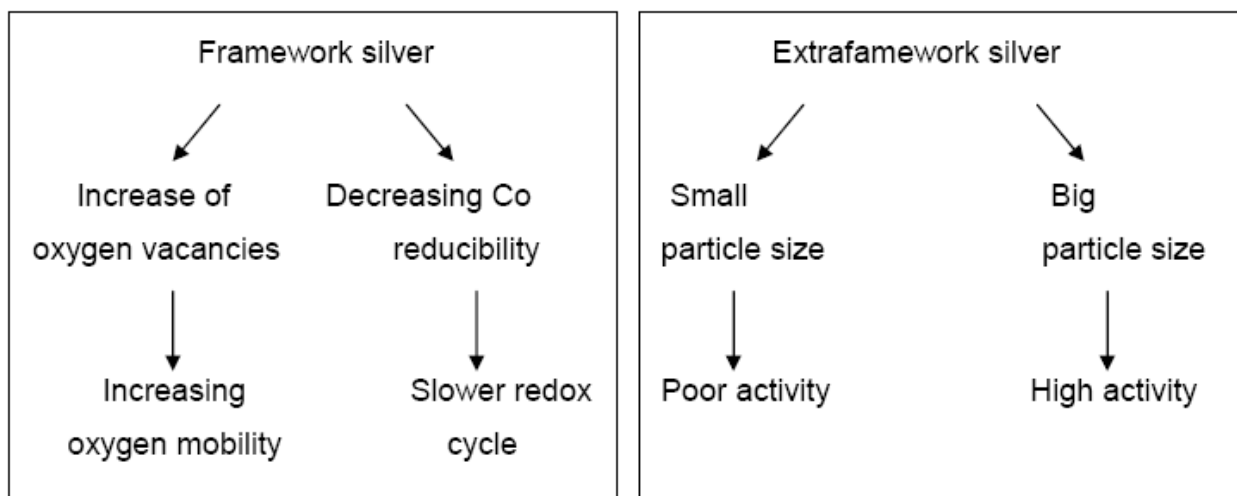 Framework silver
Increase of
oxygen vacancies
Decreasing Co
reducibility
Increasing
oxygen mobility
Slower redox
cycle
Extrafamework silver
Small
particle size
Big
particle size
Poor activity
High activity